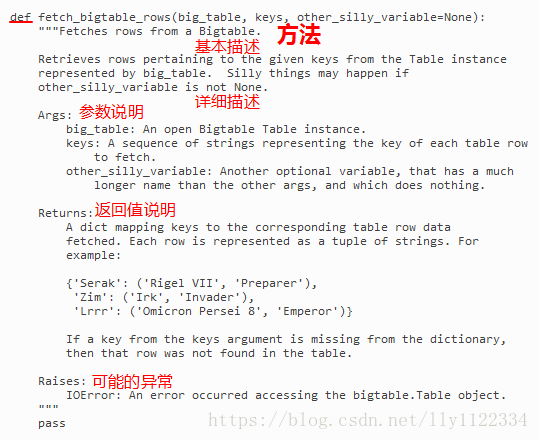 def fetch_bigtable_rows(big_table, keys, other_silly_variable=None):
"""Fetches rows from a Bigtable.
方法
基本描述
Retrieves rows pertaining to the given keys from the Table instance
represented by big_table.  Silly things may happen if
other_silly_variable is not None.
详细描述
Args: 参数说明
big_table: An open Bigtable Table instance.
keys: A sequence of strings representing the key of each table row
to fetch.
other_silly_variable: Another optional variable, that has a much
longer name than the other args, and which does nothing.
Returns: 返回值说明
A dict mapping keys to the corresponding table row data
fetched. Each row is represented as a tuple of strings. For
example:
{'Serak': ('Rigel VII', 'Preparer'),
'Zim': ('Irk', 'Invader'),
'Lrrr': ('Omicron Persei 8', 'Emperor')}
If a key from the keys argument is missing from the dictionary,
then that row was not found in the table.
Raises: 可能的异常
IOError: An error occurred accessing the bigtable.Table object.
"""
pass
https://blog.csdn.net/lly1122334